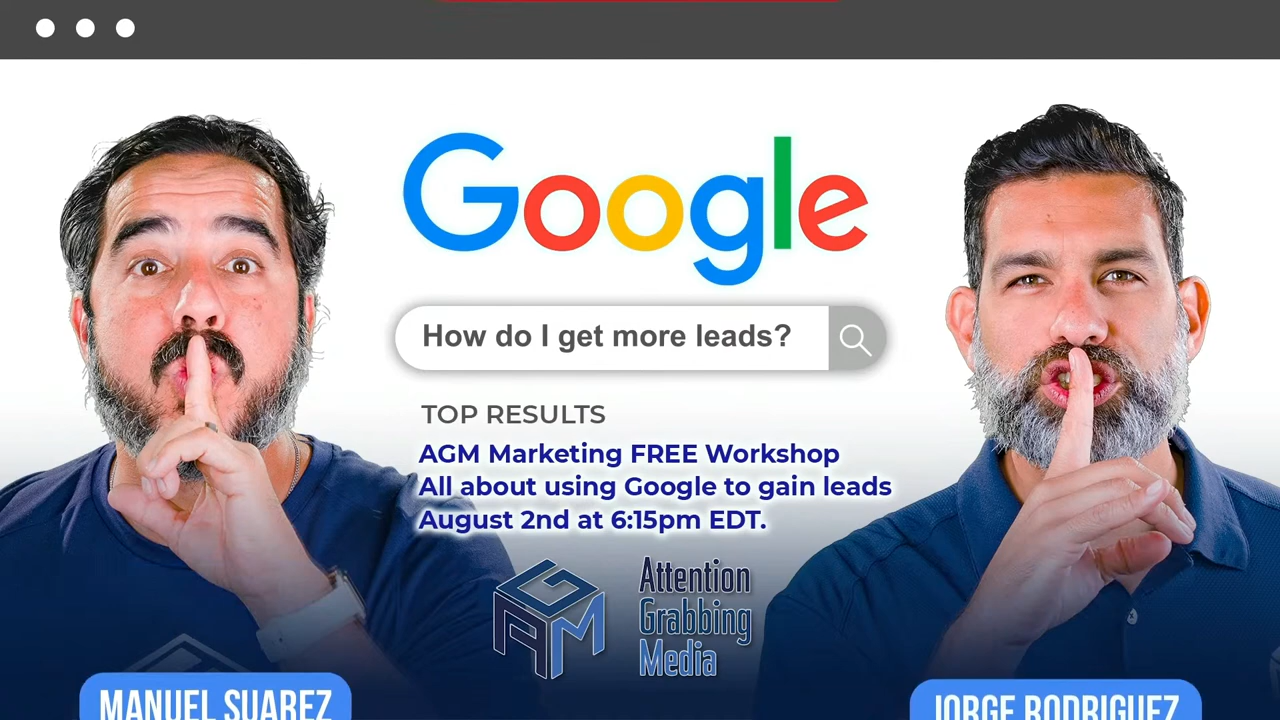 Google
How do I get more leads?
TOP RESULTS
AGM Marketing FREE Workshop
All about using Google to gain leads
August 2nd at 6:15pm EDT.
AGM
Attention
Grabbing
Media
MANUEL SUAREZ
JORGE RODRIGUEZ